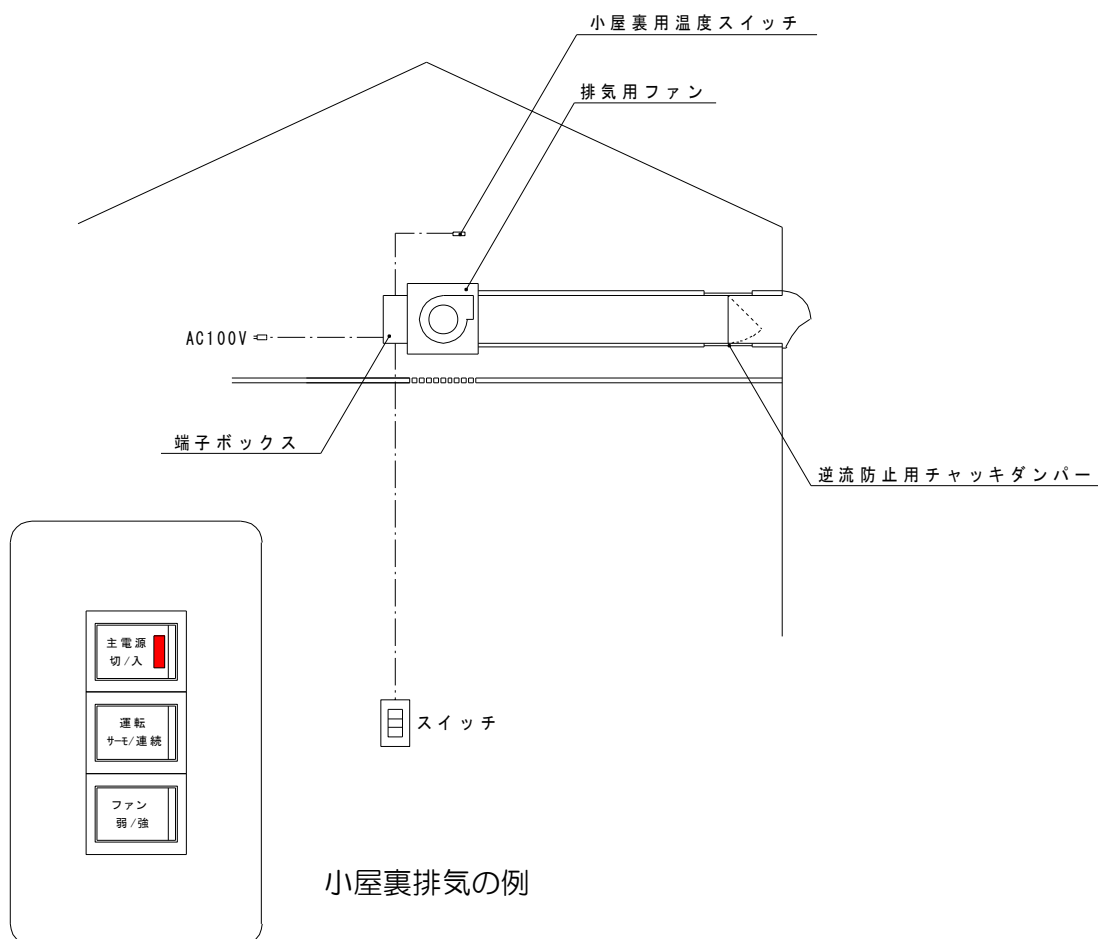 小屋裏用温度スイッチ
排気用ファン
AC100V
端子ボックス
逆流防止用チャッキダンパー
主電源
切/入
運転
サーモ/連続
ファン
弱/強
スイッチ
小屋裏排気の例